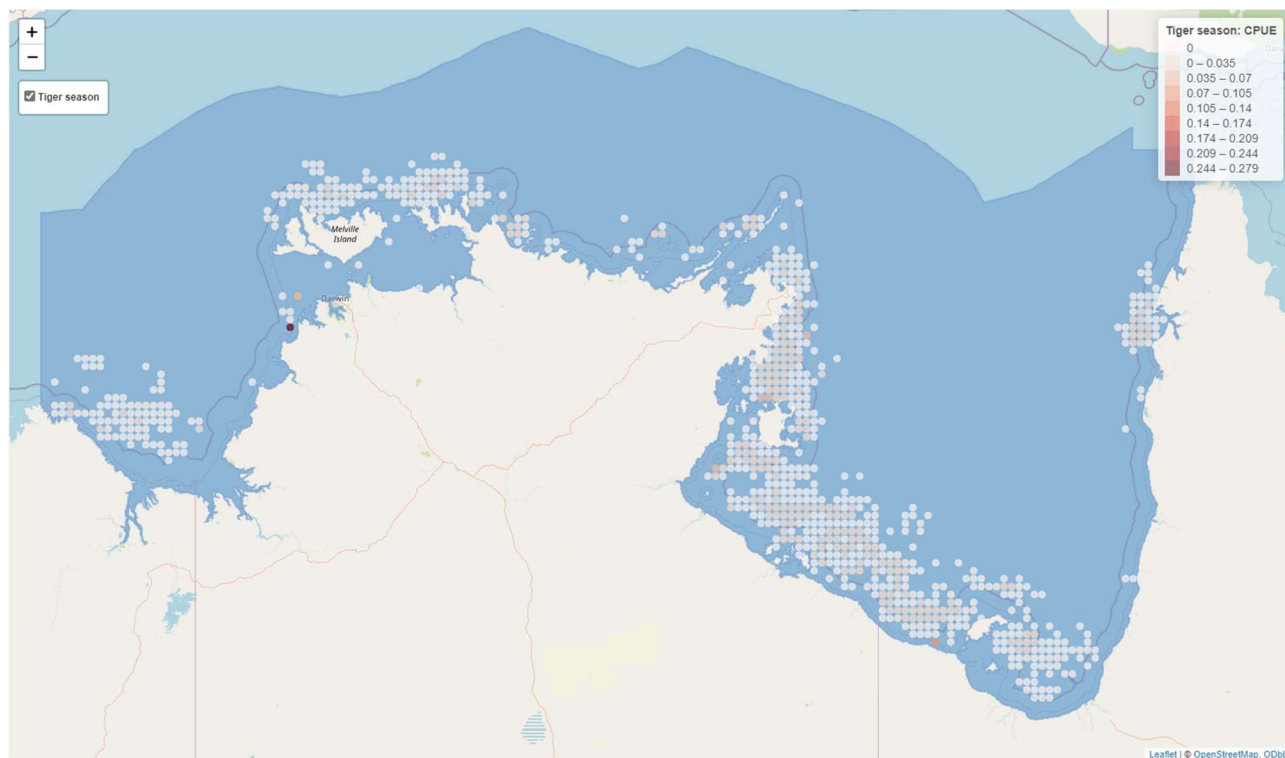 +
−
Tiger season
Tiger season: CPUE
0
0 – 0.035
0.035 – 0.07
0.07 – 0.105
0.105 – 0.14
0.14 – 0.174
0.174 – 0.209
0.209 – 0.244
0.244 – 0.279
Melville
Island
Darwin
Leaflet | © OpenStreetMap, ODbL